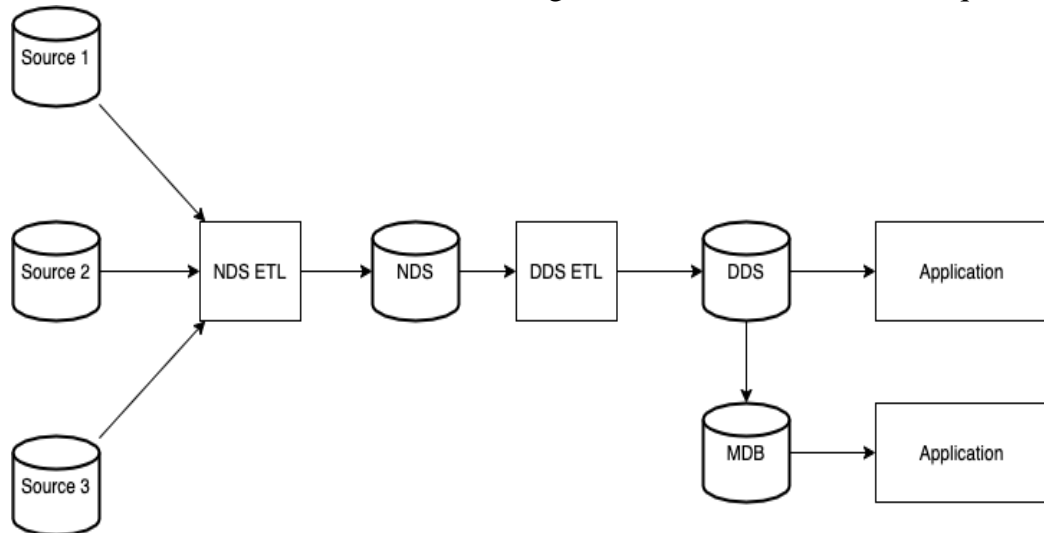 Source 1
Source 2
NDS ETL
NDS
DDS ETL
DDS
Application
Source 3
MDB
Application